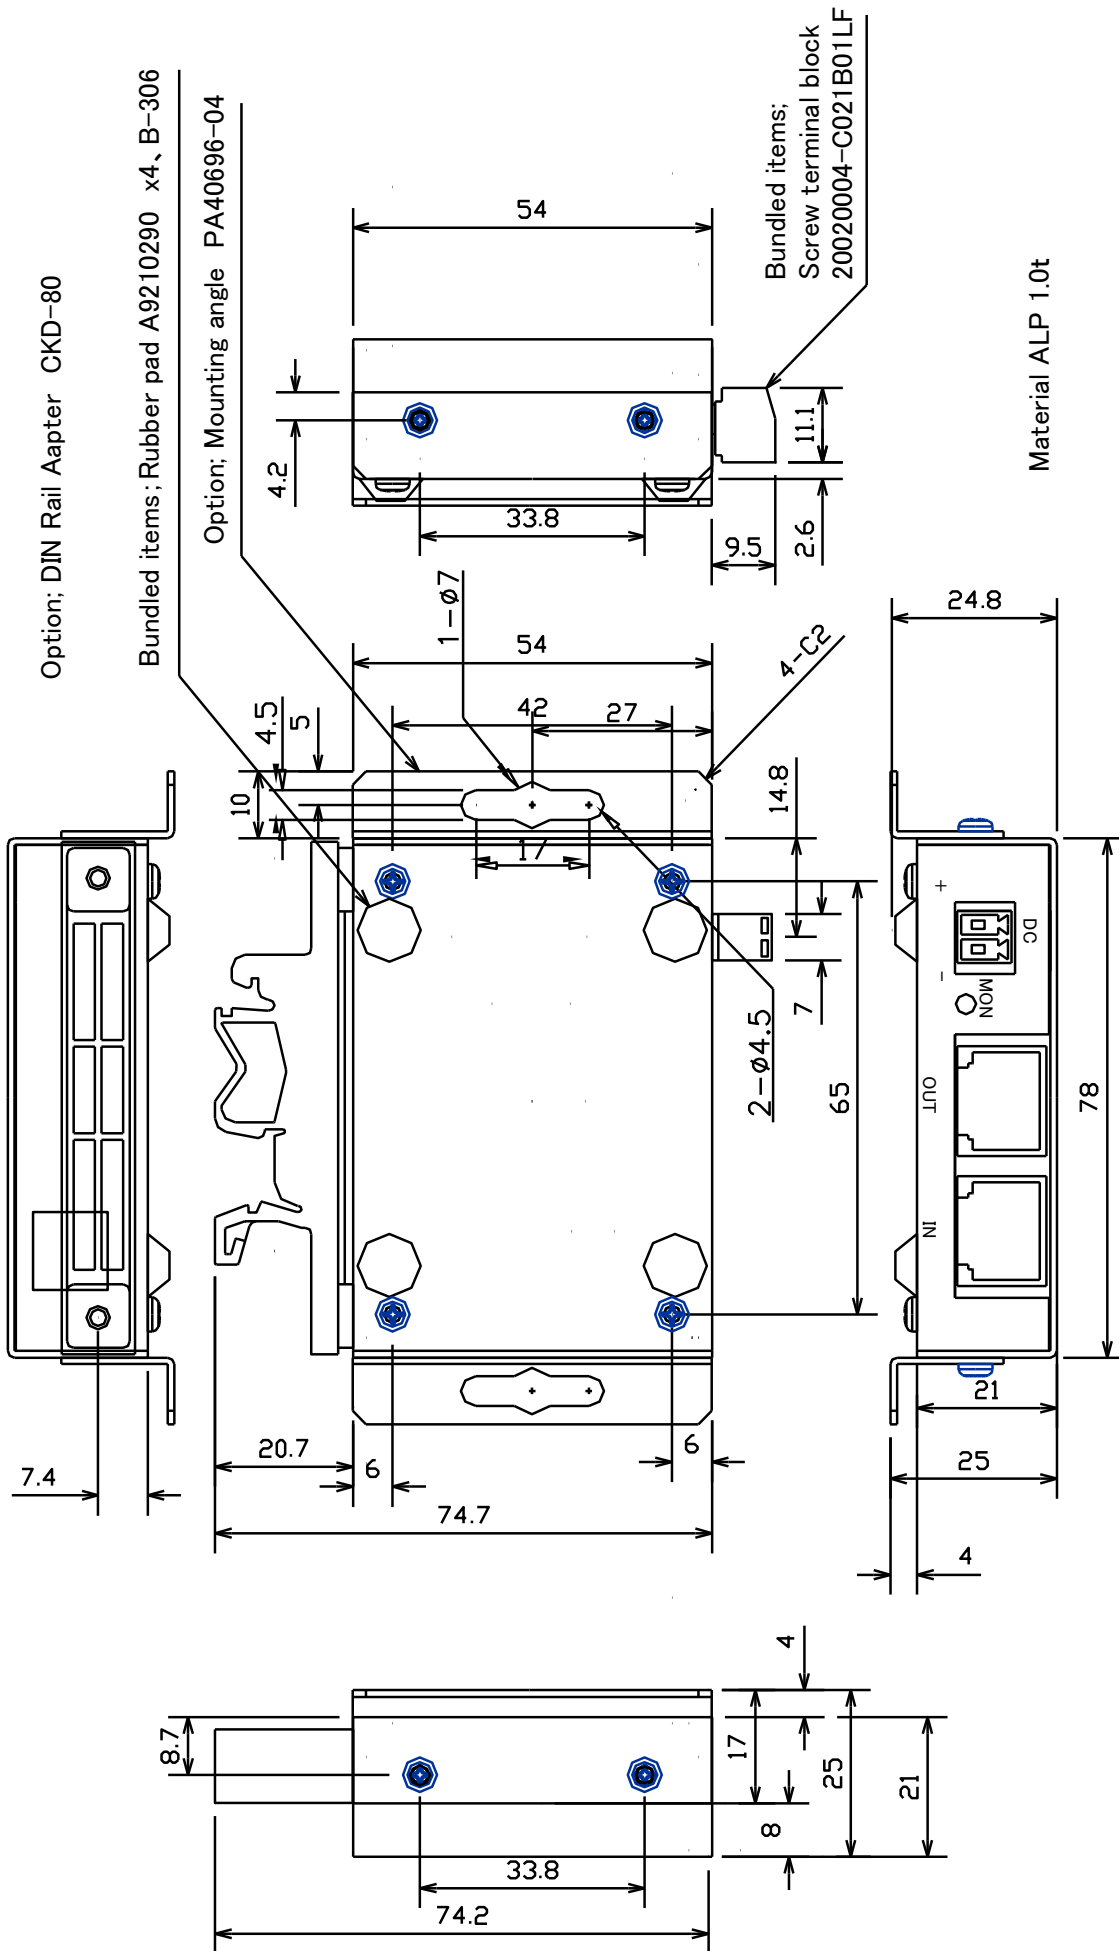 Option; DIN Rail Aapter CKD-80
Bundled items; Rubber pad A9210290 x4、B-306
Option; Mounting angle PA40696-04
Bundled items;
Screw terminal block
20020004-C021B01LF
Material ALP 1.0t
54
4.2
33.8
11.1
9.5
2.6
1-ø7
54
4-C2
42
27
4.5
5
10
17
14.8
7
2-ø4.5
65
20.7
6
6
74.7
7.4
24.8
+
-
DC
MON
OUT
IN
78
21
25
4
8.7
4
17
25
21
8
33.8
74.2